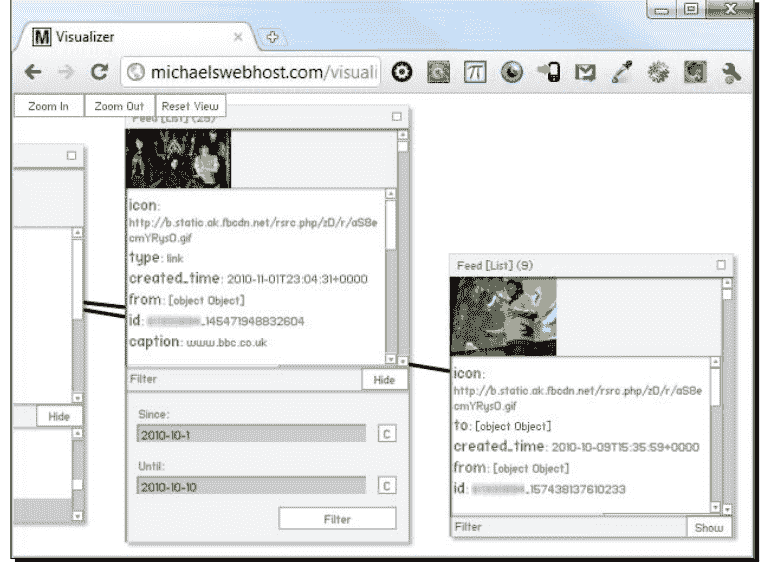 Visualizer
michaelswebhost.com/visuali
Zoom In
Zoom Out
Reset View
Feed [List] (25)
icon:
http://b.static.ak.fbcdn.net/rsrc.php/zD/r/aS8e
cmYRysO.gif
type: link
created_time: 2010-11-01T23:04:31+0000
from: [object Object]
id: _145471948832604
caption: www.bbc.co.uk
Filter
Hide
Since:
2010-10-1
C
Until:
2010-10-10
C
Filter
Hide
Feed [List] (9)
icon:
http://b.static.ak.fbcdn.net/rsrc.php/zD/r/aS8e
cmYRysO.gif
to: [object Object]
created_time: 2010-10-09T15:35:59+0000
from: [object Object]
id: _157438137610233
Filter
Show